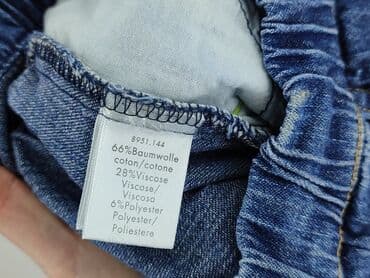 8951.144
66%Baumwolle
coton/cotone
28%Viscose
Viscose/
Viscosa
6%Polyester
Polyester/
Poliestere